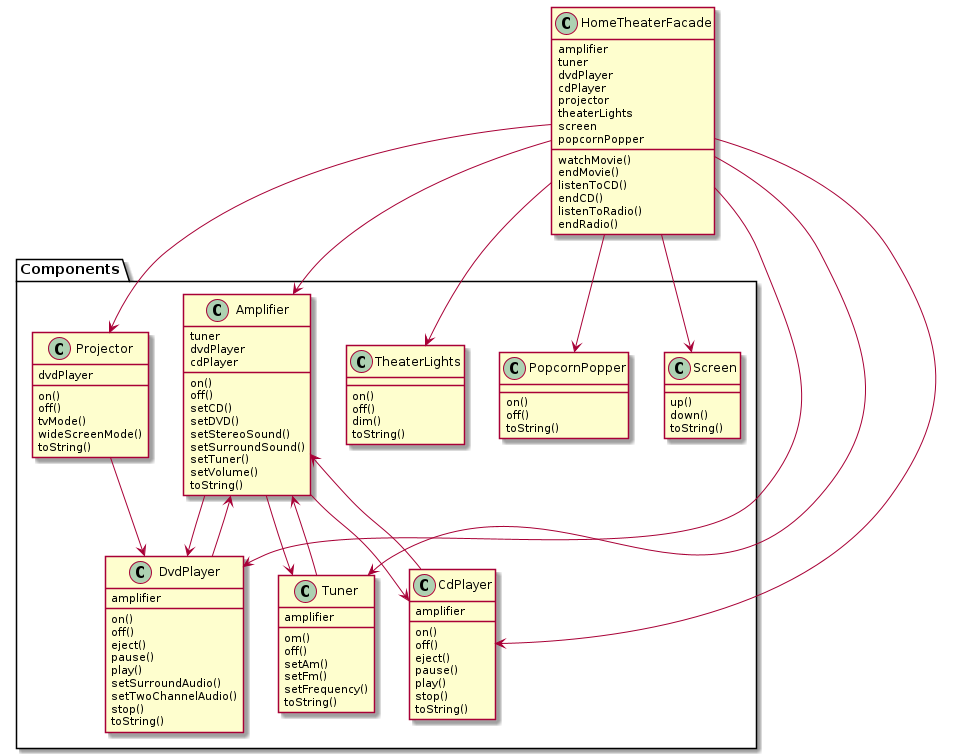 C HomeTheaterFacade
amplifier
tuner
dvdPlayer
cdPlayer
projector
theaterLights
screen
popcornPopper
watchMovie()
endMovie()
listenToCD()
endCD()
listenToRadio()
endRadio()
Components
C Projector
dvdPlayer
on()
off()
tvMode()
wideScreenMode()
toString()
C Amplifier
tuner
dvdPlayer
cdPlayer
on()
off()
setCD()
setDVD()
setStereoSound()
setSurroundSound()
setTuner()
setVolume()
toString()
C TheaterLights
on()
off()
dim()
toString()
C PopcornPopper
on()
off()
toString()
C Screen
up()
down()
toString()
C DvdPlayer
amplifier
on()
off()
eject()
pause()
play()
setSurroundAudio()
setTwoChannelAudio()
stop()
toString()
C Tuner
amplifier
om()
off()
setAm()
setFm()
setFrequency()
toString()
C CdPlayer
amplifier
on()
off()
eject()
pause()
play()
stop()
toString()